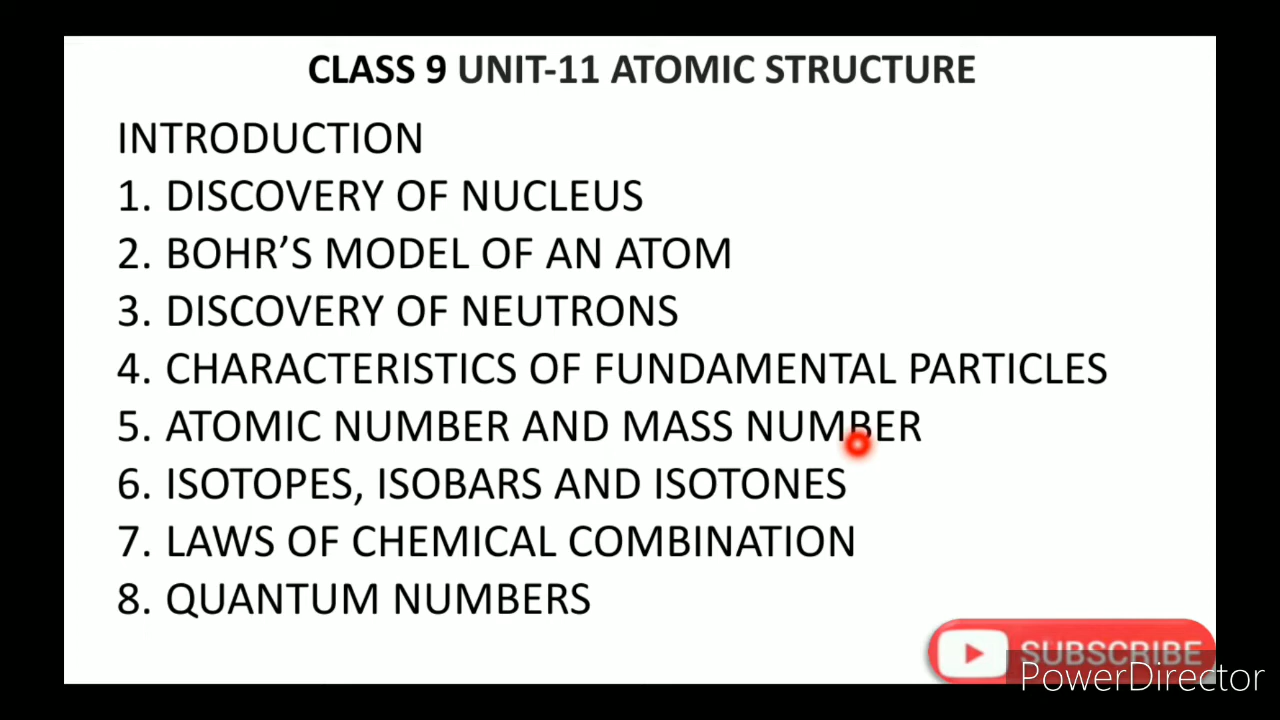 CLASS 9 UNIT-11 ATOMIC STRUCTURE
INTRODUCTION
1. DISCOVERY OF NUCLEUS
2. BOHR’S MODEL OF AN ATOM
3. DISCOVERY OF NEUTRONS
4. CHARACTERISTICS OF FUNDAMENTAL PARTICLES
5. ATOMIC NUMBER AND MASS NUMBER
6. ISOTOPES, ISOBARS AND ISOTONES
7. LAWS OF CHEMICAL COMBINATION
8. QUANTUM NUMBERS
SUBSCRIBE
PowerDirector